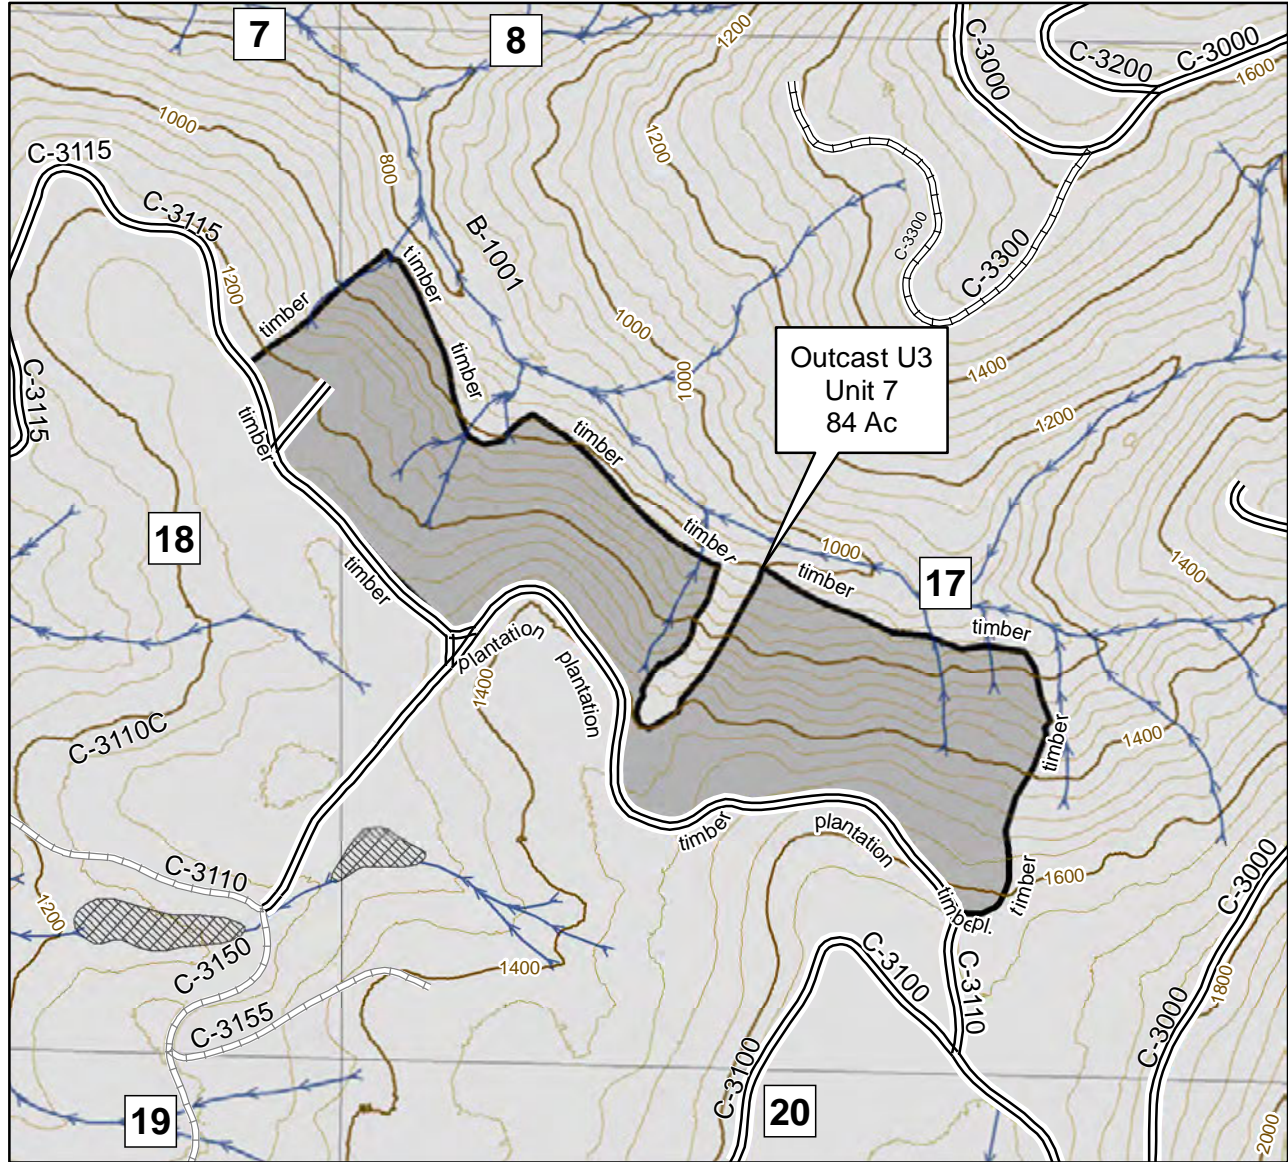 7
8
1200
C-3000
C-3200
C-3000
1600
1000
C-3115
800
1200
C-3115
B-1001
C-3300
C-3300
1200
timber
timber
1000
timber
1000
Outcast U3
Unit 7
84 Ac
1400
C-3115
timber
timber
1200
18
timber
1000
1400
timber
timber
17
timber
plantation
1400
plantation
C-3110C
timber
1400
timber
plantation
C-3110
1200
timber
1600
C-3000
timber
pl.
C-3150
1400
C-3100
C-3110
1800
C-3155
C-3000
C-3100
19
20
2000